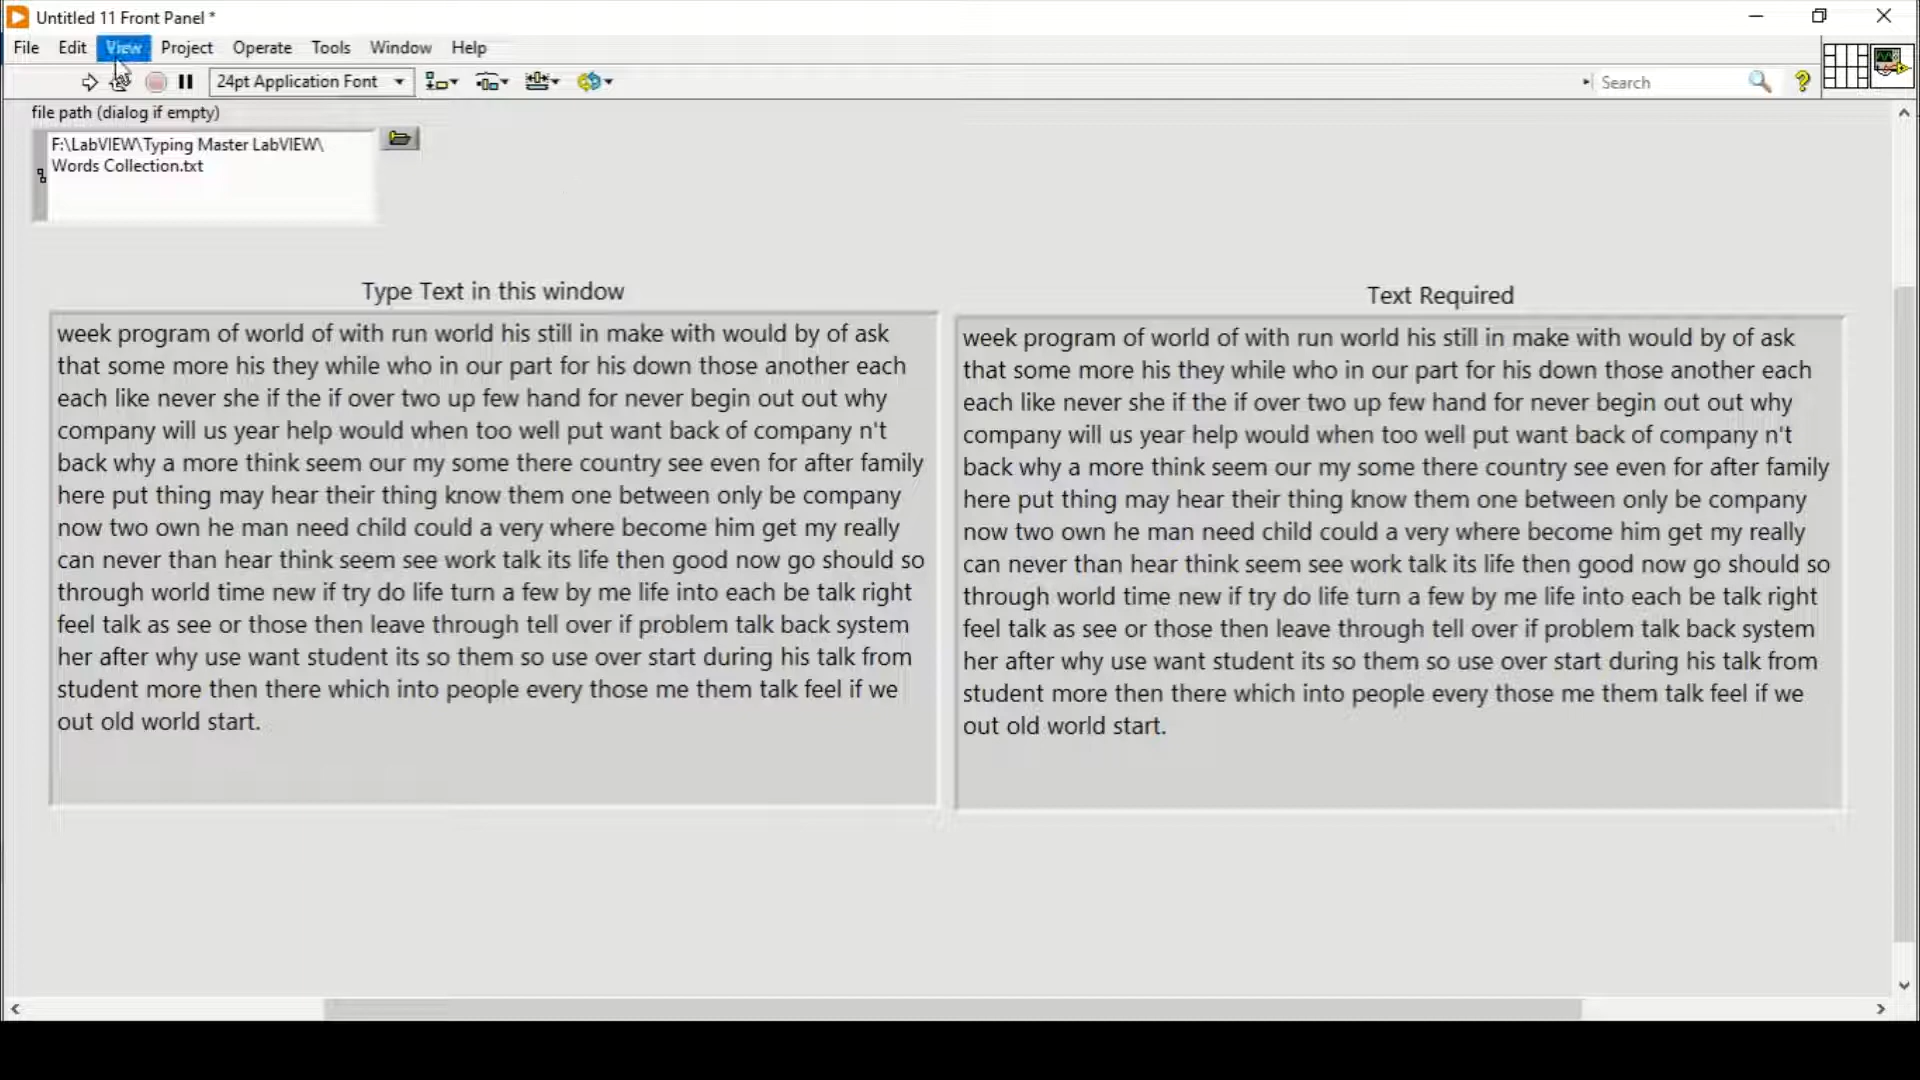 Untitled 11 Front Panel *
File Edit View Project Operate Tools Window Help
24pt Application Font
Search
file path (dialog if empty)
F:\LabVIEW\Typing Master LabVIEW\
Words Collection.txt
Type Text in this window
week program of world of with run world his still in make with would by of ask
that some more his they while who in our part for his down those another each
each like never she if the if over two up few hand for never begin out out why
company will us year help would when too well put want back of company n't
back why a more think seem our my some there country see even for after family
here put thing may hear their thing know them one between only be company
now two own he man need child could a very where become him get my really
can never than hear think seem see work talk its life then good now go should so
through world time new if try do life turn a few by me life into each be talk right
feel talk as see or those then leave through tell over if problem talk back system
her after why use want student its so them so use over start during his talk from
student more then there which into people every those me them talk feel if we
out old world start.
Text Required
week program of world of with run world his still in make with would by of ask
that some more his they while who in our part for his down those another each
each like never she if the if over two up few hand for never begin out out why
company will us year help would when too well put want back of company n't
back why a more think seem our my some there country see even for after family
here put thing may hear their thing know them one between only be company
now two own he man need child could a very where become him get my really
can never than hear think seem see work talk its life then good now go should so
through world time new if try do life turn a few by me life into each be talk right
feel talk as see or those then leave through tell over if problem talk back system
her after why use want student its so them so use over start during his talk from
student more then there which into people every those me them talk feel if we
out old world start.